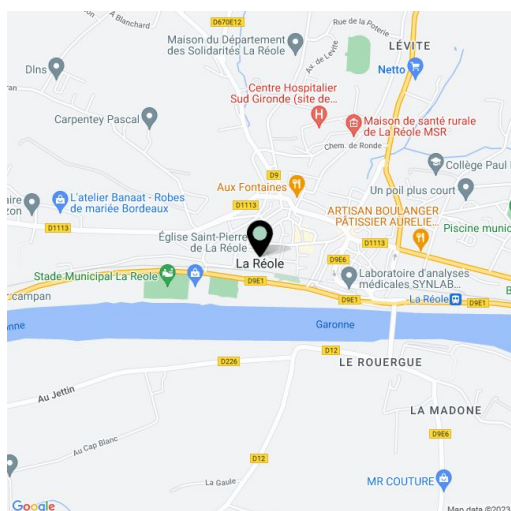 D670E12
A Blanchard
Rue de la Poterie
Maison du Département
des Solidarités La Réole
Av. de Lévite
LÉVITE
Dlns
Netto
Centre Hospitalier
Sud Gironde (site de...
Carpentey Pascal
Maison de santé rurale
de La Réole MSR
Chem. de Ronde
D9
Collège Paul
Aux Fontaines
Un poil plus court
L'atelier Banaat - Robes
de mariée Bordeaux
D1113
ARTISAN BOULANGER
PÂTISSIER AURELIE...
D1113
Église Saint-Pierre
de La Réole
D1113
Piscine munic
D9E6
La Réole
Stade Municipal La Reole
Laboratoire d'analyses
médicales SYNLAB...
D9E1
campan
D9E1
La Réole
D9E1
Garonne
D12
D226
LE ROUERGUE
Au Jettin
LA MADONE
Au Cap Blanc
D9E6
D12
La Gaule
MR COUTURE
Google
Map data ©2023